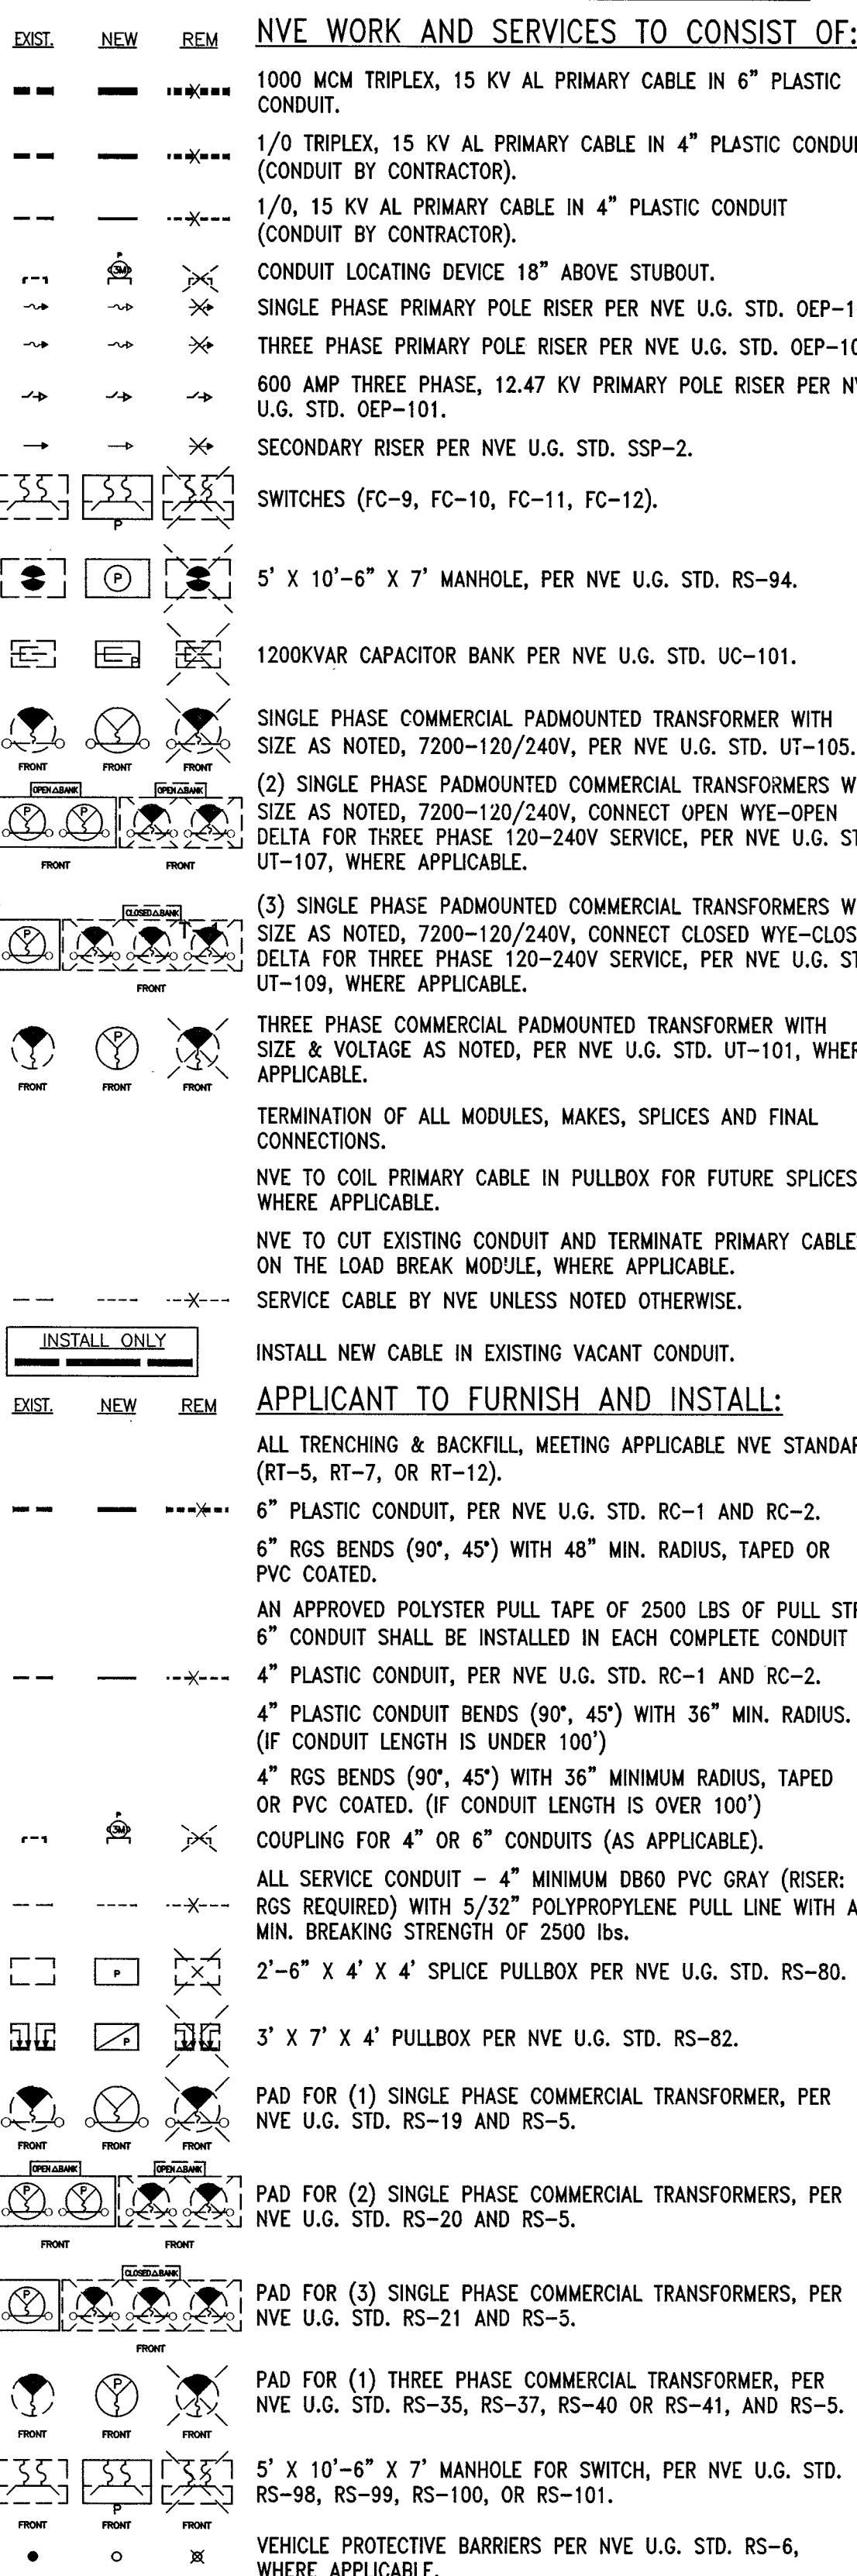 EXIST. NEW REM NVE WORK AND SERVICES TO CONSIST OF:
1000 MCM TRIPLEX, 15 KV AL PRIMARY CABLE IN 6" PLASTIC
CONDUIT.
1/0 TRIPLEX, 15 KV AL PRIMARY CABLE IN 4" PLASTIC CONDUI
(CONDUIT BY CONTRACTOR).
1/0, 15 KV AL PRIMARY CABLE IN 4" PLASTIC CONDUIT
(CONDUIT BY CONTRACTOR).
P
3M CONDUIT LOCATING DEVICE 18" ABOVE STUBOUT.
SINGLE PHASE PRIMARY POLE RISER PER NVE U.G. STD. OEP-1
THREE PHASE PRIMARY POLE RISER PER NVE U.G. STD. OEP-10
600 AMP THREE PHASE, 12.47 KV PRIMARY POLE RISER PER NV
U.G. STD. OEP-101.
SECONDARY RISER PER NVE U.G. STD. SSP-2.
SWITCHES (FC-9, FC-10, FC-11, FC-12).
P
P 5' X 10'-6" X 7' MANHOLE, PER NVE U.G. STD. RS-94.
P 1200KVAR CAPACITOR BANK PER NVE U.G. STD. UC-101.
P SINGLE PHASE COMMERCIAL PADMOUNTED TRANSFORMER WITH
SIZE AS NOTED, 7200-120/240V, PER NVE U.G. STD. UT-105.
FRONT FRONT FRONT
OPEN∆BANK OPEN∆BANK (2) SINGLE PHASE PADMOUNTED COMMERCIAL TRANSFORMERS W
P P SIZE AS NOTED, 7200-120/240V, CONNECT OPEN WYE-OPEN
DELTA FOR THREE PHASE 120-240V SERVICE, PER NVE U.G. ST
FRONT FRONT UT-107, WHERE APPLICABLE.
CLOSED∆BANK (3) SINGLE PHASE PADMOUNTED COMMERCIAL TRANSFORMERS W
P SIZE AS NOTED, 7200-120/240V, CONNECT CLOSED WYE-CLOS
DELTA FOR THREE PHASE 120-240V SERVICE, PER NVE U.G. ST
FRONT UT-109, WHERE APPLICABLE.
THREE PHASE COMMERCIAL PADMOUNTED TRANSFORMER WITH
P SIZE & VOLTAGE AS NOTED, PER NVE U.G. STD. UT-101, WHER
APPLICABLE.
FRONT FRONT FRONT
TERMINATION OF ALL MODULES, MAKES, SPLICES AND FINAL
CONNECTIONS.
NVE TO COIL PRIMARY CABLE IN PULLBOX FOR FUTURE SPLICES
WHERE APPLICABLE.
NVE TO CUT EXISTING CONDUIT AND TERMINATE PRIMARY CABLE
ON THE LOAD BREAK MODULE, WHERE APPLICABLE.
SERVICE CABLE BY NVE UNLESS NOTED OTHERWISE.
INSTALL ONLY
INSTALL NEW CABLE IN EXISTING VACANT CONDUIT.
EXIST. NEW REM APPLICANT TO FURNISH AND INSTALL:
ALL TRENCHING & BACKFILL, MEETING APPLICABLE NVE STANDAR
(RT-5, RT-7, OR RT-12).
6" PLASTIC CONDUIT, PER NVE U.G. STD. RC-1 AND RC-2.
6" RGS BENDS (90°, 45°) WITH 48" MIN. RADIUS, TAPED OR
PVC COATED.
AN APPROVED POLYSTER PULL TAPE OF 2500 LBS OF PULL STR
6" CONDUIT SHALL BE INSTALLED IN EACH COMPLETE CONDUIT
4" PLASTIC CONDUIT, PER NVE U.G. STD. RC-1 AND RC-2.
4" PLASTIC CONDUIT BENDS (90°, 45°) WITH 36" MIN. RADIUS.
(IF CONDUIT LENGTH IS UNDER 100')
4" RGS BENDS (90°, 45°) WITH 36" MINIMUM RADIUS, TAPED
OR PVC COATED. (IF CONDUIT LENGTH IS OVER 100')
P
3M COUPLING FOR 4" OR 6" CONDUITS (AS APPLICABLE).
ALL SERVICE CONDUIT - 4" MINIMUM DB60 PVC GRAY (RISER:
RGS REQUIRED) WITH 5/32" POLYPROPYLENE PULL LINE WITH A
MIN. BREAKING STRENGTH OF 2500 lbs.
P 2'-6" X 4' X 4' SPLICE PULLBOX PER NVE U.G. STD. RS-80.
P 3' X 7' X 4' PULLBOX PER NVE U.G. STD. RS-82.
P PAD FOR (1) SINGLE PHASE COMMERCIAL TRANSFORMER, PER
NVE U.G. STD. RS-19 AND RS-5.
FRONT FRONT FRONT
OPEN∆BANK OPEN∆BANK
P P PAD FOR (2) SINGLE PHASE COMMERCIAL TRANSFORMERS, PER
NVE U.G. STD. RS-20 AND RS-5.
FRONT FRONT
CLOSED∆BANK
P PAD FOR (3) SINGLE PHASE COMMERCIAL TRANSFORMERS, PER
NVE U.G. STD. RS-21 AND RS-5.
FRONT
P PAD FOR (1) THREE PHASE COMMERCIAL TRANSFORMER, PER
NVE U.G. STD. RS-35, RS-37, RS-40 OR RS-41, AND RS-5.
FRONT FRONT FRONT
5' X 10'-6" X 7' MANHOLE FOR SWITCH, PER NVE U.G. STD.
P RS-98, RS-99, RS-100, OR RS-101.
FRONT FRONT FRONT
VEHICLE PROTECTIVE BARRIERS PER NVE U.G. STD. RS-6,
WHERE APPLICABLE.